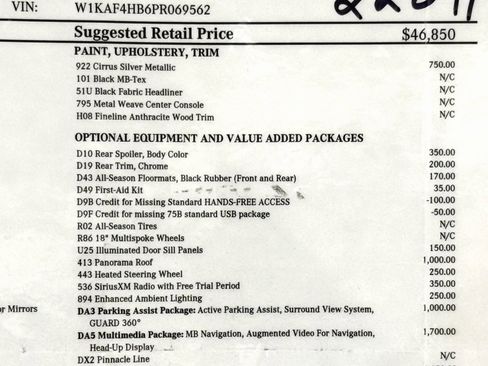 VIN: W1KAF4HB6PR069562
Suggested Retail Price $46,850
PAINT, UPHOLSTERY, TRIM
922 Cirrus Silver Metallic 750.00
101 Black MB-Tex N/C
51U Black Fabric Headliner N/C
795 Metal Weave Center Console N/C
H08 Fineline Anthracite Wood Trim N/C
OPTIONAL EQUIPMENT AND VALUE ADDED PACKAGES
D10 Rear Spoiler, Body Color 350.00
D19 Rear Trim, Chrome 200.00
D43 All-Season Floormats, Black Rubber (Front and Rear) 170.00
D49 First-Aid Kit 35.00
D9B Credit for Missing Standard HANDS-FREE ACCESS -100.00
D9F Credit for missing 75B standard USB package -50.00
R02 All-Season Tires N/C
R86 18" Multispoke Wheels N/C
U25 Illuminated Door Sill Panels 150.00
413 Panorama Roof 1,000.00
443 Heated Steering Wheel 250.00
536 SiriusXM Radio with Free Trial Period 350.00
894 Enhanced Ambient Lighting 250.00
or Mirrors DA3 Parking Assist Package: Active Parking Assist, Surround View System, 1,000.00
GUARD 360°
DA5 Multimedia Package: MB Navigation, Augmented Video For Navigation, 1,700.00
Head-Up Display
DX2 Pinnacle Line N/C